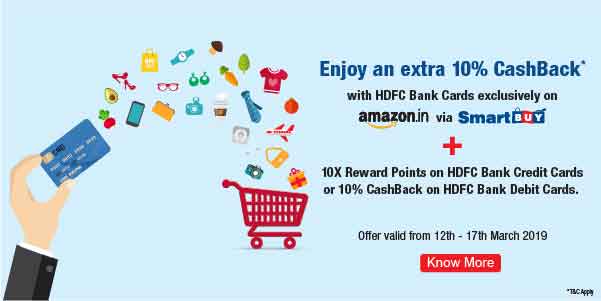 Enjoy an extra 10% CashBack*
with HDFC Bank Cards exclusively on
amazon.in via SmartBUY
+
10X Reward Points on HDFC Bank Credit Cards
or 10% CashBack on HDFC Bank Debit Cards.
Offer valid from 12th - 17th March 2019
Know More
*T&C Apply